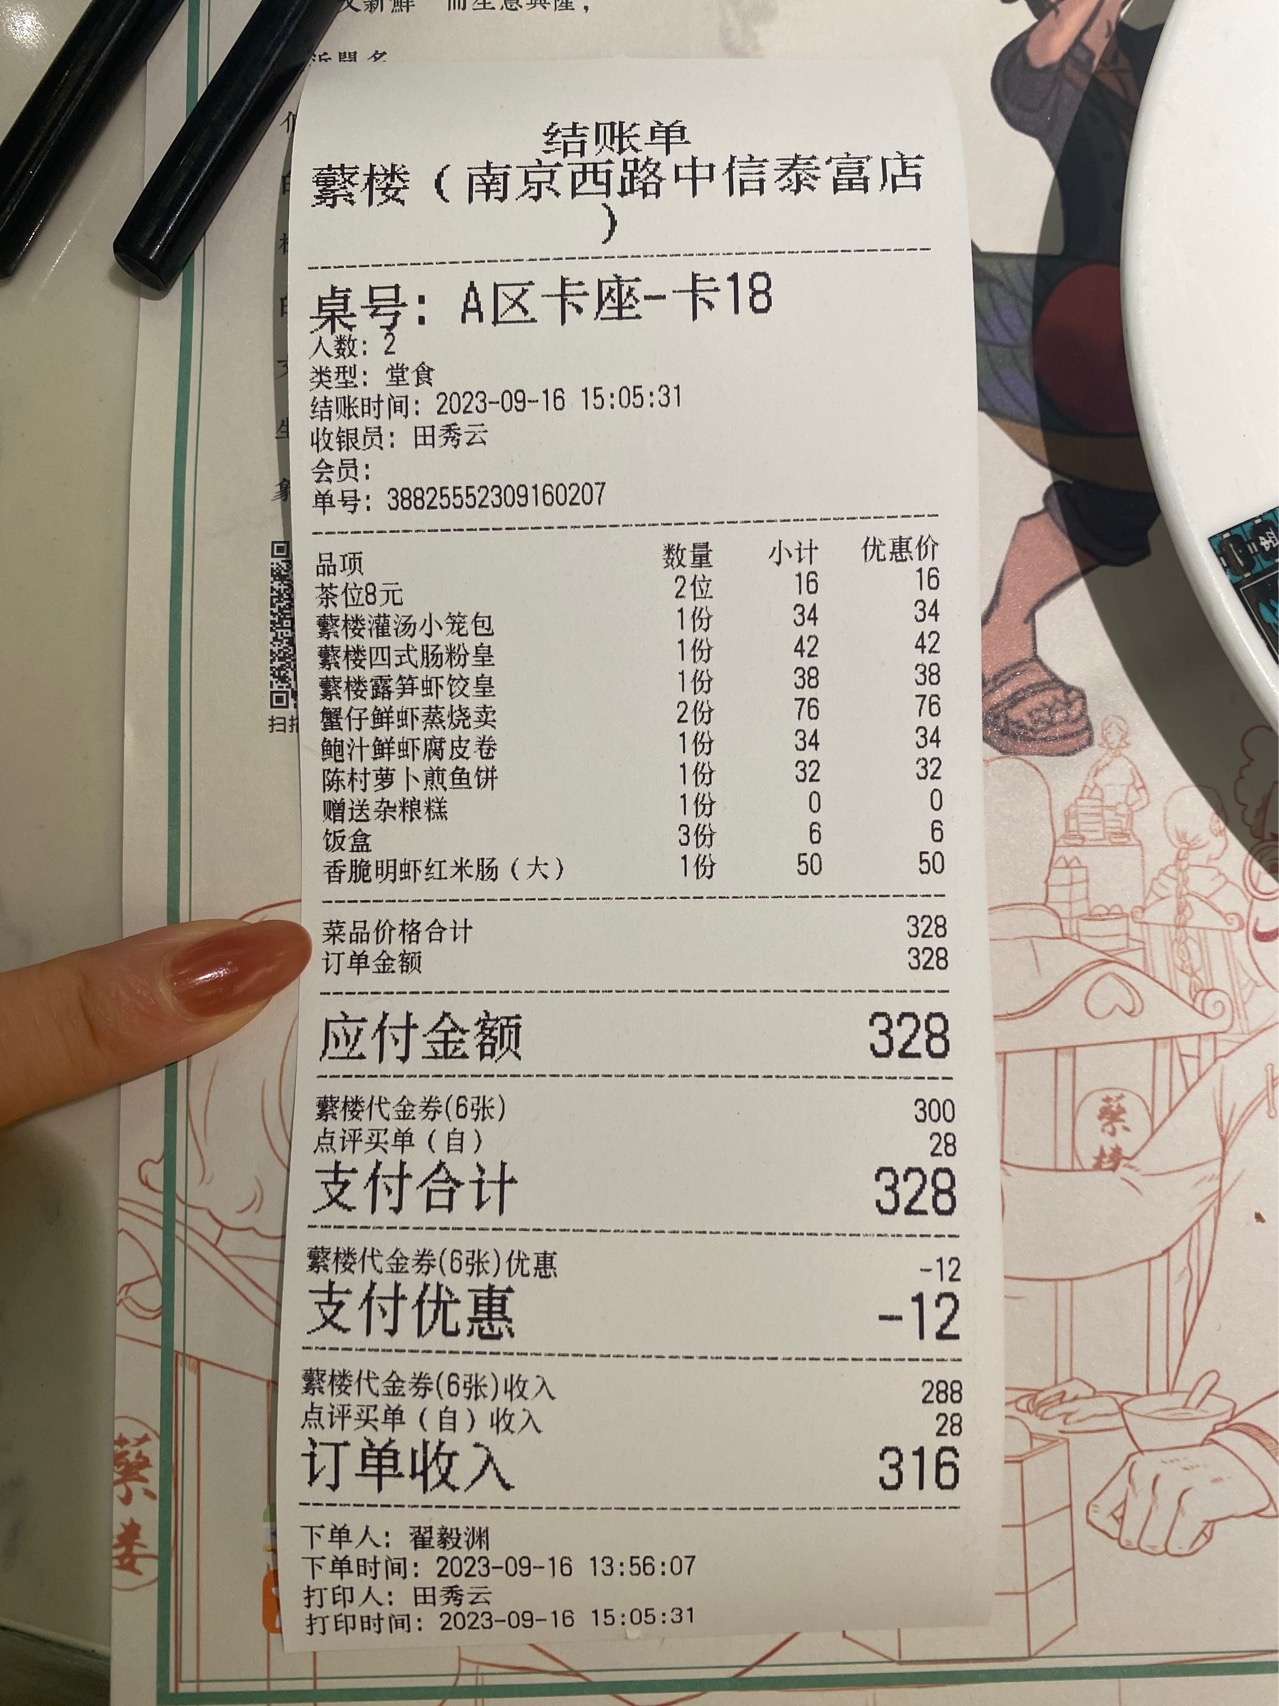 文新鮮 而生意興隆，
近聞名
结账单
蘩楼（南京西路中信泰富店
）
桌号：A区卡座-卡18
人数：2
类型：堂食
结账时间：2023-09-16 15:05:31
收银员：田秀云
会员：
单号：38825552309160207
品项 数量 小计 优惠价
茶位8元 2位 16 16
蘩楼灌汤小笼包 1份 34 34
蘩楼四式肠粉皇 1份 42 42
蘩楼露笋虾饺皇 1份 38 38
蟹仔鲜虾蒸烧卖 2份 76 76
鲍汁鲜虾腐皮卷 1份 34 34
陈村萝卜煎鱼饼 1份 32 32
赠送杂粮糕 1份 0 0
饭盒 3份 6 6
香脆明虾红米肠（大） 1份 50 50
菜品价格合计 328
订单金额 328
应付金额 328
蘩楼代金券(6张) 300
点评买单（自） 28
支付合计 328
蘩楼代金券(6张)优惠 -12
支付优惠 -12
蘩楼代金券(6张)收入 288
点评买单（自）收入 28
订单收入 316
下单人：翟毅渊
下单时间：2023-09-16 13:56:07
打印人：田秀云
打印时间：2023-09-16 15:05:31
扫